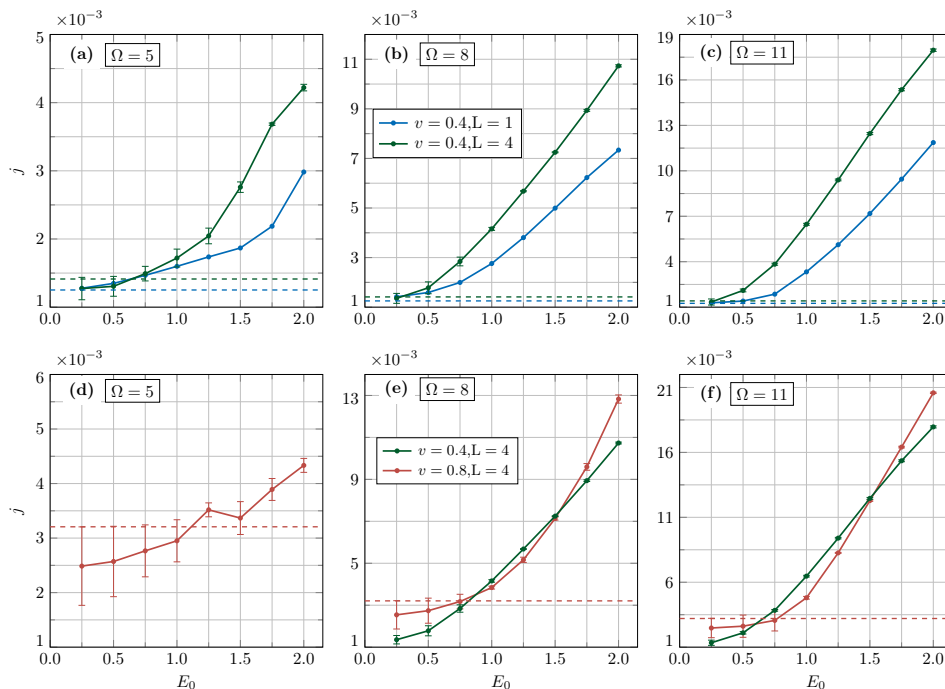 ×10⁻³
×10⁻³
×10⁻³
(a) Ω = 5
(b) Ω = 8
(c) Ω = 11
5
4
3
2
1
j
0.0 0.5 1.0 1.5 2.0
11
9
7
5
3
1
v = 0.4,L = 1
v = 0.4,L = 4
0.0 0.5 1.0 1.5 2.0
19
16
13
10
7
4
1
0.0 0.5 1.0 1.5 2.0
×10⁻³
×10⁻³
×10⁻³
(d) Ω = 5
(e) Ω = 8
(f) Ω = 11
6
5
4
3
2
1
j
0.0 0.5 1.0 1.5 2.0
E₀
13
9
5
1
v = 0.4,L = 4
v = 0.8,L = 4
0.0 0.5 1.0 1.5 2.0
E₀
21
16
11
6
1
0.0 0.5 1.0 1.5 2.0
E₀